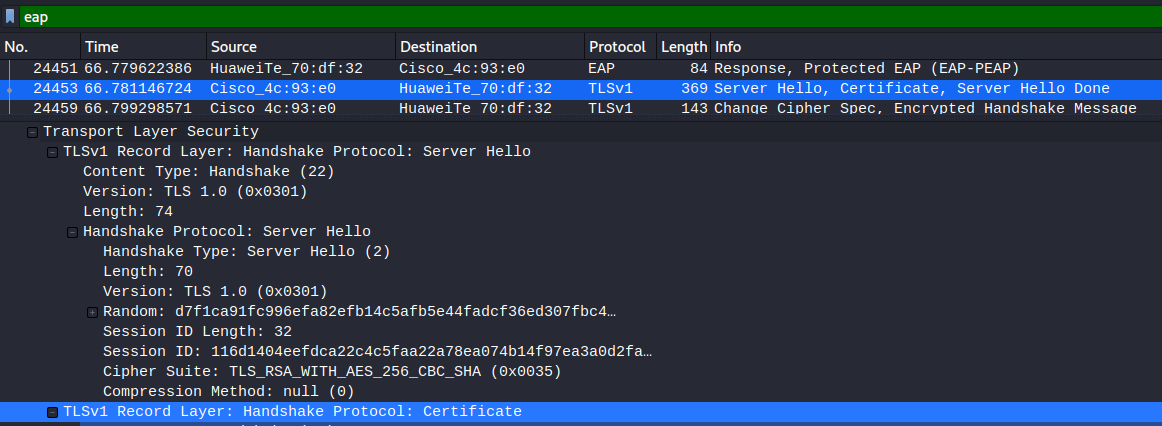 eap
No. Time Source Destination Protocol Length Info
24451 66.779622386 HuaweiTe_70:df:32 Cisco_4c:93:e0 EAP 84 Response, Protected EAP (EAP-PEAP)
24453 66.781146724 Cisco_4c:93:e0 HuaweiTe_70:df:32 TLSv1 369 Server Hello, Certificate, Server Hello Done
24459 66.799298571 Cisco_4c:93:e0 HuaweiTe_70:df:32 TLSv1 143 Change Cipher Spec, Encrypted Handshake Message
Transport Layer Security
TLSv1 Record Layer: Handshake Protocol: Server Hello
Content Type: Handshake (22)
Version: TLS 1.0 (0x0301)
Length: 74
Handshake Protocol: Server Hello
Handshake Type: Server Hello (2)
Length: 70
Version: TLS 1.0 (0x0301)
Random: d7f1ca91fc996efa82efb14c5afb5e44fadcf36ed307fbc4…
Session ID Length: 32
Session ID: 116d1404eefdca22c4c5faa22a78ea074b14f97ea3a0d2fa…
Cipher Suite: TLS_RSA_WITH_AES_256_CBC_SHA (0x0035)
Compression Method: null (0)
TLSv1 Record Layer: Handshake Protocol: Certificate